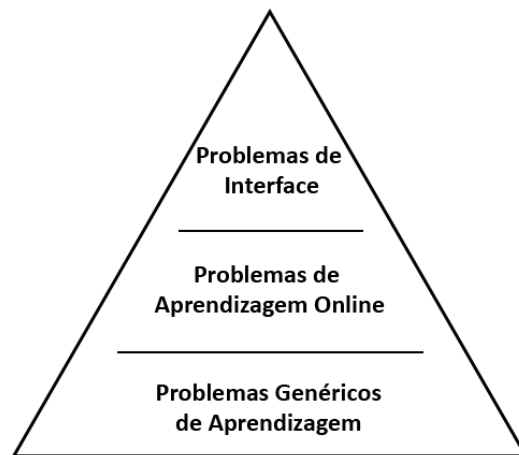 Problemas de
Interface
Problemas de
Aprendizagem Online
Problemas Genéricos
de Aprendizagem